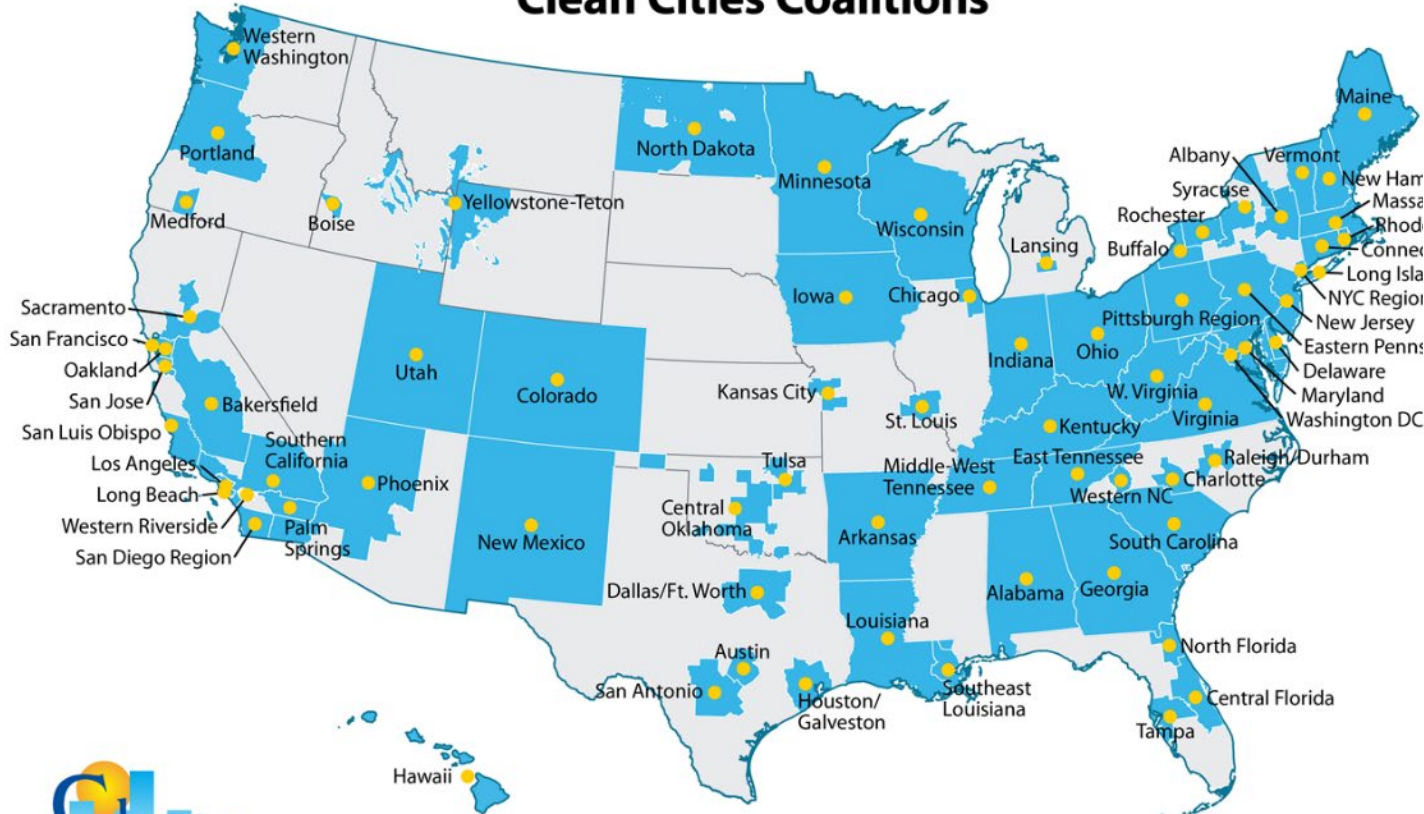 Clean Cities Coalitions
Western
Washington
Portland
Medford
Boise
Yellowstone-Teton
North Dakota
Minnesota
Wisconsin
Lansing
Iowa
Chicago
Maine
Albany
Vermont
New Ham
Syracuse
Massa
Rochester
Rhod
Buffalo
Connec
Long Isla
NYC Region
Pittsburgh Region
New Jersey
Eastern Penns
Delaware
Maryland
Washington DC
Sacramento
San Francisco
Oakland
San Jose
San Luis Obispo
Bakersfield
Los Angeles
Southern
California
Long Beach
Western Riverside
San Diego Region
Palm
Springs
Utah
Colorado
Phoenix
New Mexico
Kansas City
St. Louis
Indiana
Ohio
W. Virginia
Virginia
Kentucky
East Tennessee
Raleigh/Durham
Middle-West
Tennessee
Western NC
Charlotte
Tulsa
Central
Oklahoma
Arkansas
South Carolina
Alabama
Georgia
Dallas/Ft. Worth
Louisiana
Austin
San Antonio
Houston/
Galveston
Southeast
Louisiana
North Florida
Central Florida
Tampa
Hawaii